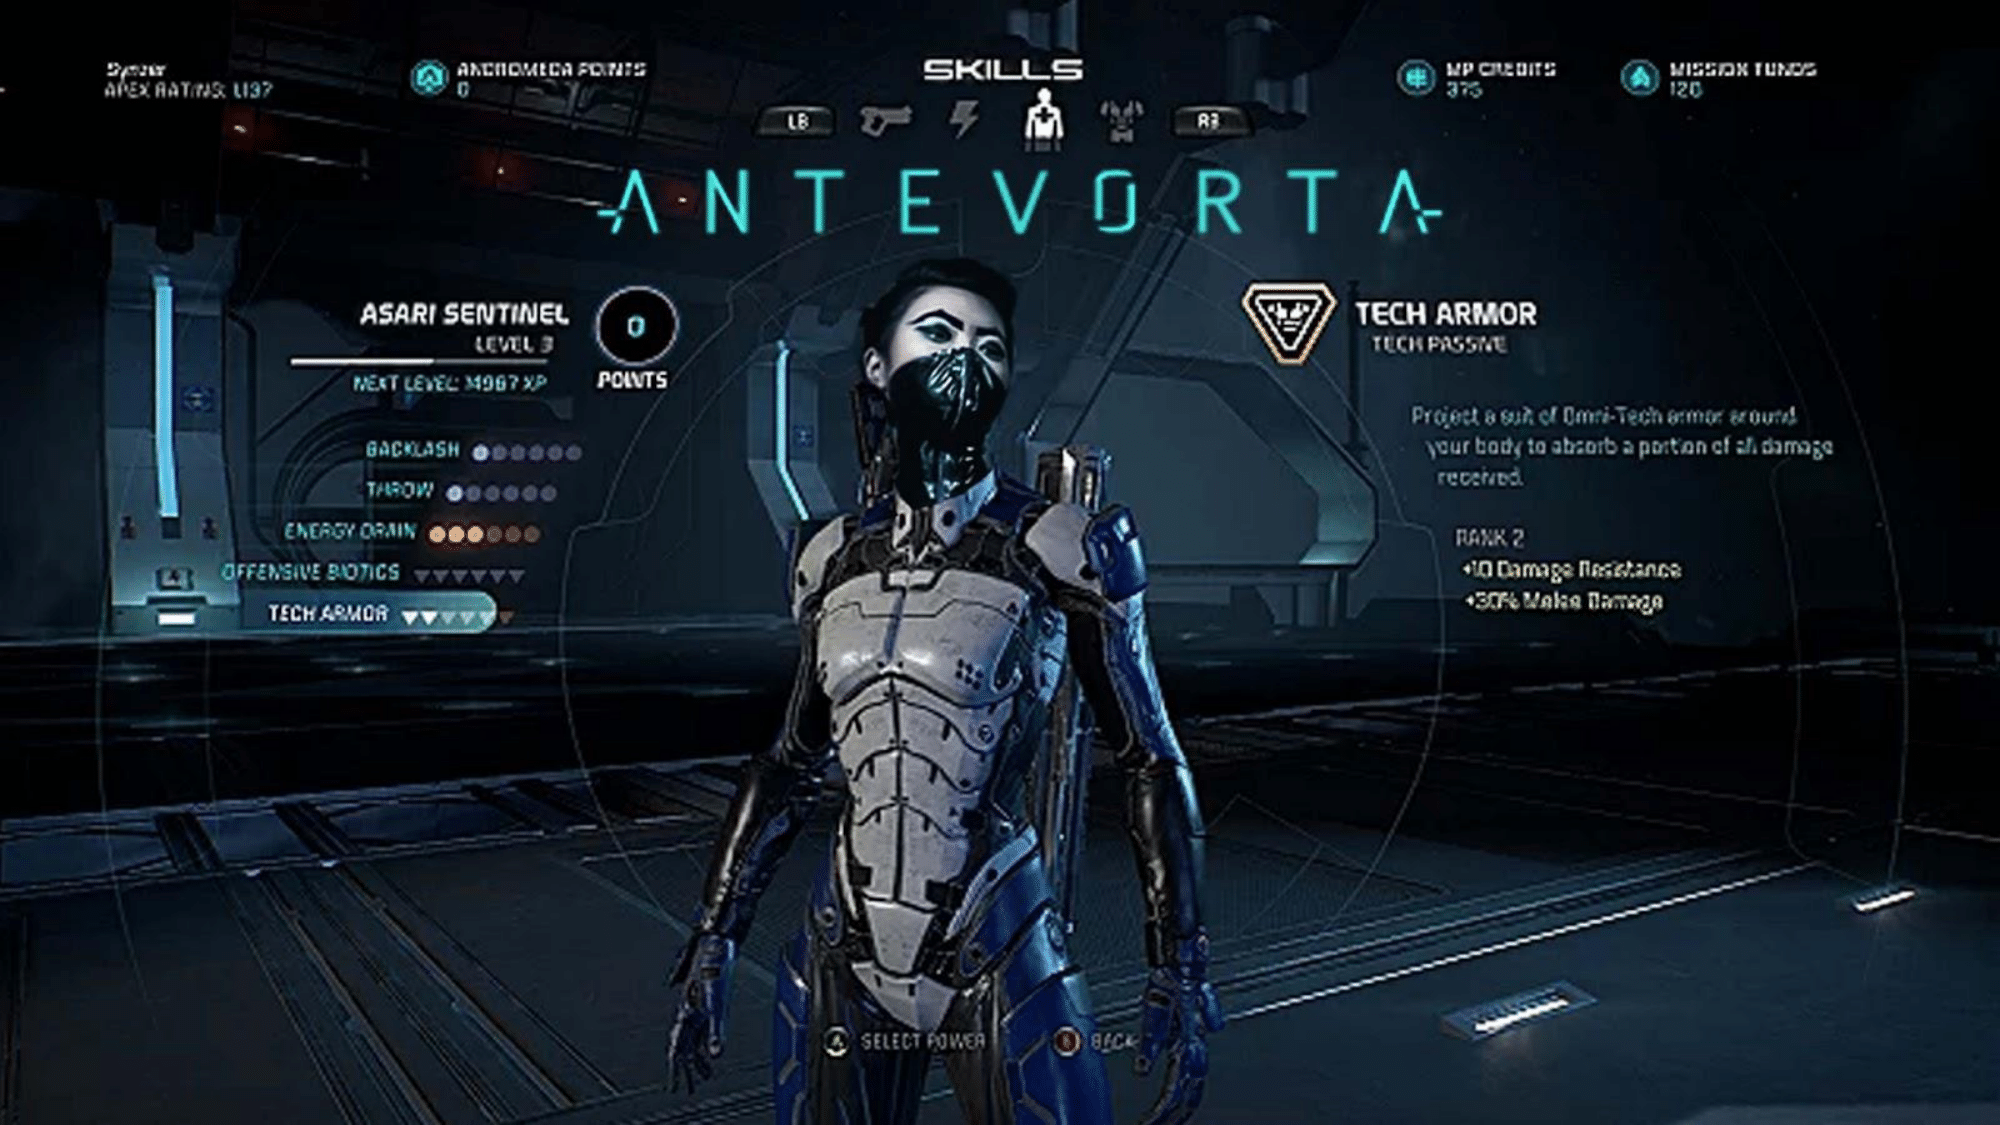 Synzer
APEX RATING: 1,197
ANDROMEDA POINTS
0
SKILLS
MP CREDITS
375
MISSION FUNDS
120
LB
RB
ANTEVORTA
ASARI SENTINEL
LEVEL 3
NEXT LEVEL: 14967 XP
0
POINTS
BACKLASH
THROW
ENERGY DRAIN
OFFENSIVE BIOTICS
TECH ARMOR
TECH ARMOR
TECH PASSIVE
Project a suit of Omni-Tech armor around
your body to absorb a portion of all damage
received.
RANK 2
+10 Damage Resistance
+30% Melee Damage
A SELECT POWER
B BACK